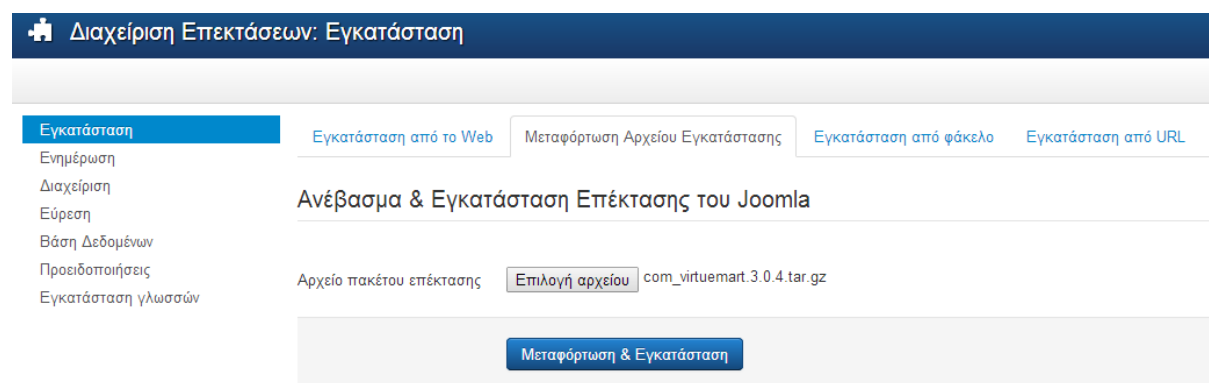 Διαχείριση Επεκτάσεων: Εγκατάσταση
Εγκατάσταση
Ενημέρωση
Διαχείριση
Εύρεση
Βάση Δεδομένων
Προειδοποιήσεις
Εγκατάσταση γλωσσών
Εγκατάσταση από το Web Μεταφόρτωση Αρχείου Εγκατάστασης Εγκατάσταση από φάκελο Εγκατάσταση από URL
Ανέβασμα & Εγκατάσταση Επέκτασης του Joomla
Αρχείο πακέτου επέκτασης Επιλογή αρχείου com_virtuemart.3.0.4.tar.gz
Μεταφόρτωση & Εγκατάσταση